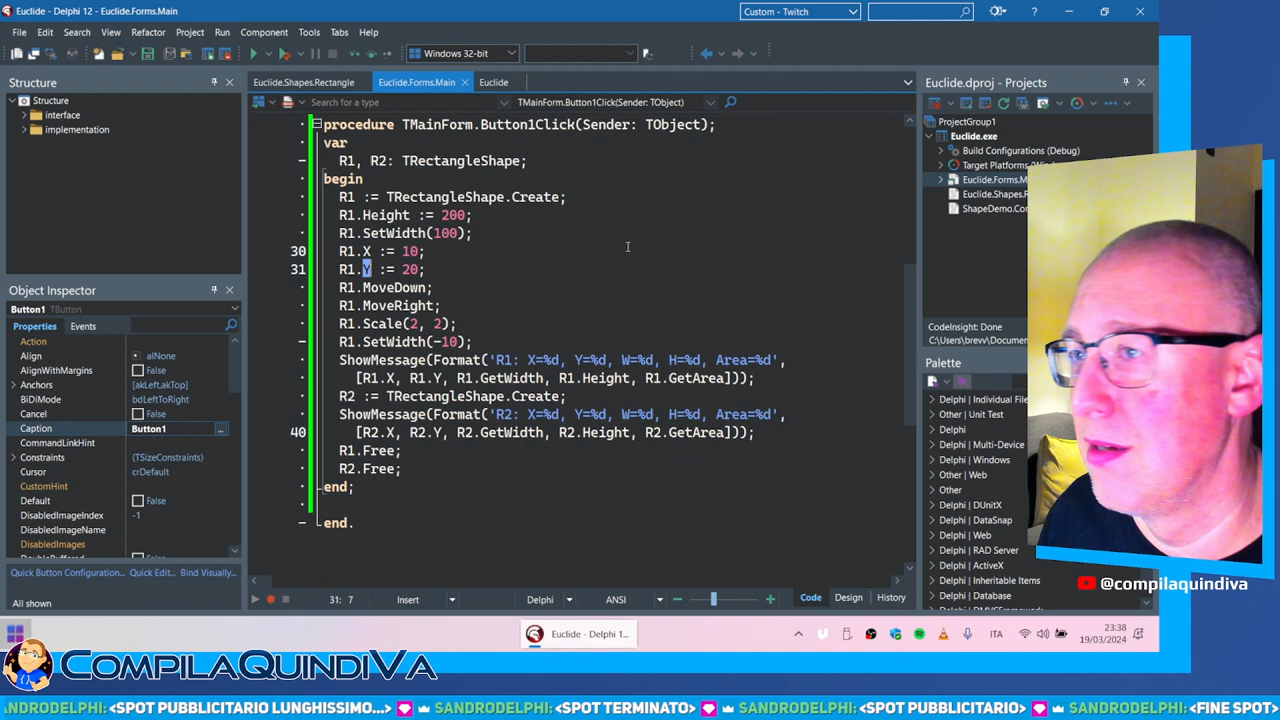 Euclide - Delphi 12 - Euclide.Forms.Main
Custom - Twitch
?
File Edit Search View Refactor Project Run Component Tools Tabs Help
Windows 32-bit
Structure
Structure
interface
implementation
Object Inspector
Button1 TButton
Properties Events
Action
Align alNone
AlignWithMargins False
Anchors [akLeft,akTop]
BiDiMode bdLeftToRight
Cancel False
Caption Button1 ...
CommandLinkHint
Constraints (TSizeConstraints)
Cursor crDefault
CustomHint
Default False
DisabledImageIndex -1
DisabledImageName
DisabledImages
Quick Button Configuration... Quick Edit... Bind Visually...
All shown
Euclide.Shapes.Rectangle Euclide.Forms.Main Euclide
Search for a type TMainForm.Button1Click(Sender: TObject)
procedure TMainForm.Button1Click(Sender: TObject);
var
R1, R2: TRectangleShape;
begin
R1 := TRectangleShape.Create;
R1.Height := 200;
R1.SetWidth(100);
30 R1.X := 10;
31 R1.Y := 20;
R1.MoveDown;
R1.MoveRight;
R1.Scale(2, 2);
R1.SetWidth(-10);
ShowMessage(Format('R1: X=%d, Y=%d, W=%d, H=%d, Area=%d',
[R1.X, R1.Y, R1.GetWidth, R1.Height, R1.GetArea]));
R2 := TRectangleShape.Create;
ShowMessage(Format('R2: X=%d, Y=%d, W=%d, H=%d, Area=%d',
40 [R2.X, R2.Y, R2.GetWidth, R2.Height, R2.GetArea]));
R1.Free;
R2.Free;
end;
end.
31: 7 Insert Delphi ANSI Code Design History
Euclide.dproj - Projects
ProjectGroup1
Euclide.exe
Build Configurations (Debug)
Target Platforms (Window
Euclide.Forms.M
Euclide.Shapes.R
ShapeDemo.Co
CodeInsight: Done
C:\Users\brevv\Docume
Palette
Delphi | Individual Fil
Other | Unit Test
Delphi
Delphi | Multi-Device
Delphi | Windows
Other | Web
Other
Delphi | DUnitX
Delphi | DataSnap
Delphi | Web
Delphi | RAD Server
Delphi | ActiveX
Delphi | Inheritable Items
Delphi | Database
@compilaquindiva
Euclide - Delphi 1...
ITA
23:38
19/03/2024
COMPILAQUINDIVA
SANDRODELPHI: <SPOT PUBBLICITARIO LUNGHISSIMO...> SANDRODELPHI: <SPOT TERMINATO> SANDRODELPHI: <SPOT PUBBLICITARIO> SANDRODELPHI: <FINE SPOT>